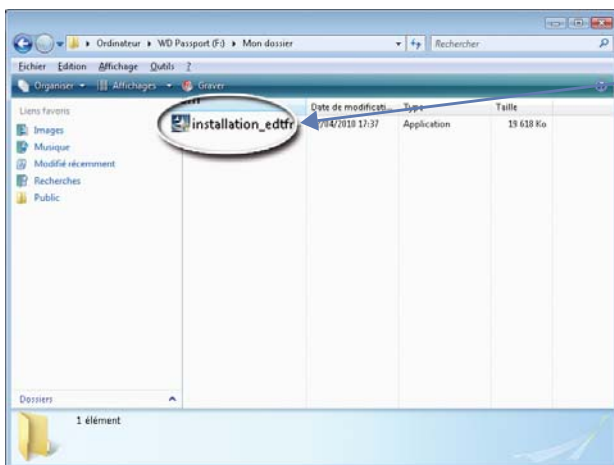 Ordinateur ▸ WD Passport (F:) ▸ Mon dossier
Rechercher
Fichier Edition Affichage Outils ?
Organiser Affichages Graver
Liens favoris
Date de modificati... Type Taille
installation_edtfr
/04/2010 17:37 Application 19 618 Ko
Images
Musique
Modifié récemment
Recherches
Public
Dossiers
1 élément